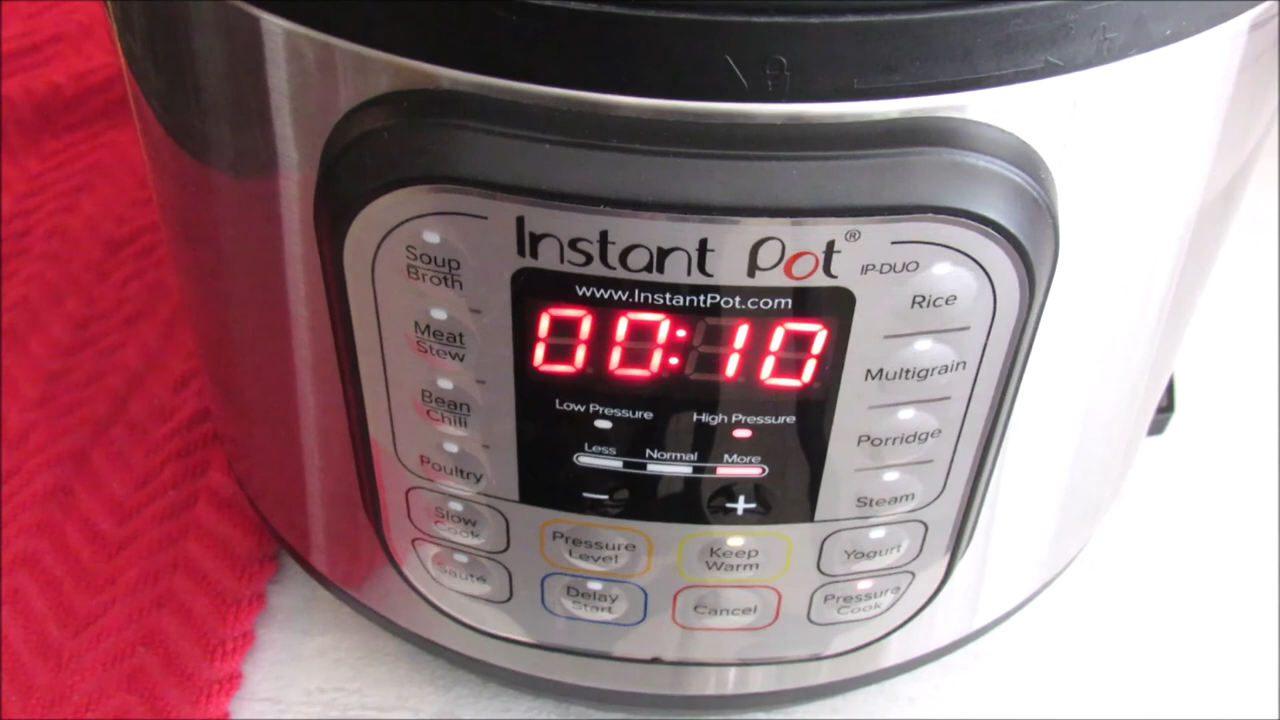 Instant Pot®
IP-DUO
www.InstantPot.com
00:10
Low Pressure
High Pressure
Less
Normal
More
−
+
Soup
Broth
Meat
Stew
Bean
Chili
Poultry
Slow
Cook
Sauté
Pressure
Level
Keep
Warm
Delay
Start
Cancel
Rice
Multigrain
Porridge
Steam
Yogurt
Pressure
Cook